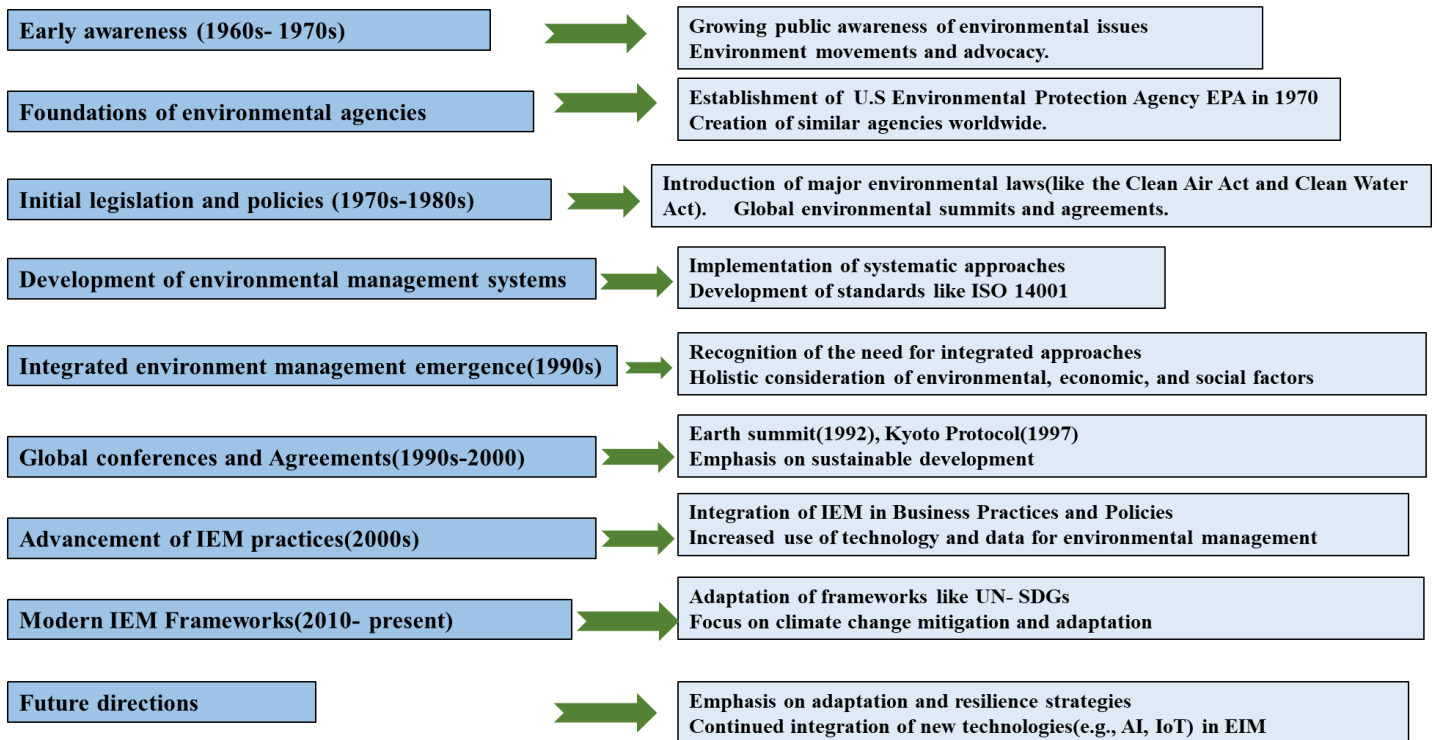 Early awareness (1960s- 1970s)
Growing public awareness of environmental issues
Environment movements and advocacy.
Foundations of environmental agencies
Establishment of U.S Environmental Protection Agency EPA in 1970
Creation of similar agencies worldwide.
Initial legislation and policies (1970s-1980s)
Introduction of major environmental laws(like the Clean Air Act and Clean Water
Act). Global environmental summits and agreements.
Development of environmental management systems
Implementation of systematic approaches
Development of standards like ISO 14001
Integrated environment management emergence(1990s)
Recognition of the need for integrated approaches
Holistic consideration of environmental, economic, and social factors
Global conferences and Agreements(1990s-2000)
Earth summit(1992), Kyoto Protocol(1997)
Emphasis on sustainable development
Advancement of IEM practices(2000s)
Integration of IEM in Business Practices and Policies
Increased use of technology and data for environmental management
Modern IEM Frameworks(2010- present)
Adaptation of frameworks like UN- SDGs
Focus on climate change mitigation and adaptation
Future directions
Emphasis on adaptation and resilience strategies
Continued integration of new technologies(e.g., AI, IoT) in EIM